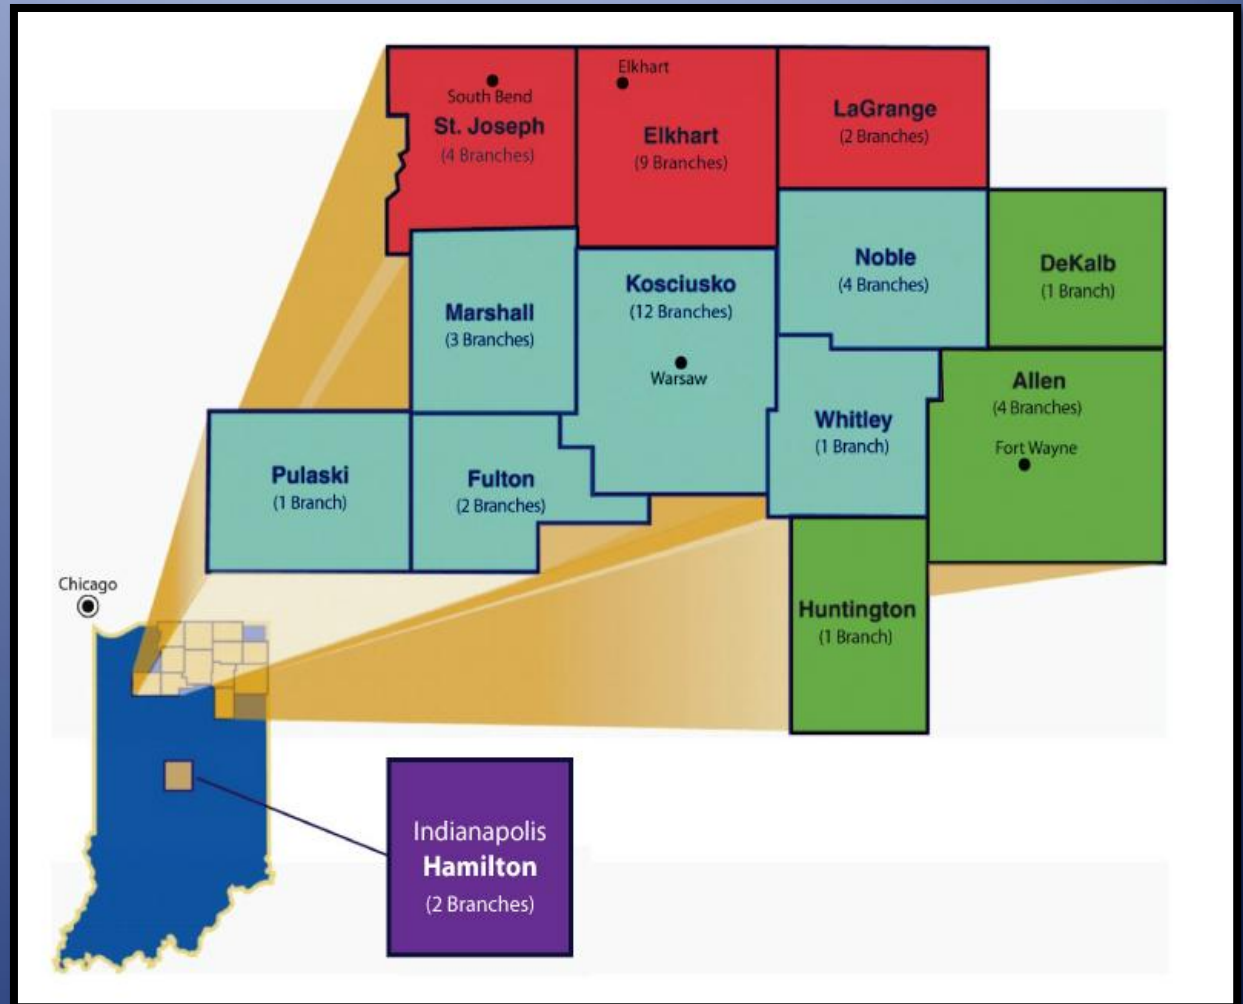 Elkhart
South Bend
St. Joseph
(4 Branches)
Elkhart
(9 Branches)
LaGrange
(2 Branches)
Noble
(4 Branches)
DeKalb
(1 Branch)
Marshall
(3 Branches)
Kosciusko
(12 Branches)
Warsaw
Whitley
(1 Branch)
Allen
(4 Branches)
Fort Wayne
Pulaski
(1 Branch)
Fulton
(2 Branches)
Huntington
(1 Branch)
Chicago
Indianapolis
Hamilton
(2 Branches)